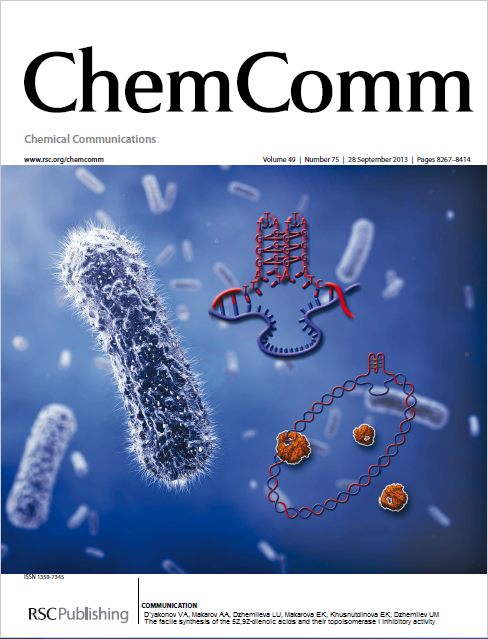 ChemComm
Chemical Communications
www.rsc.org/chemcomm
Volume 49 | Number 75 | 28 September 2013 | Pages 8267–8414
ISSN 1359-7345
RSCPublishing
COMMUNICATION
D'yakonov VA, Makarov AA, Dzhemileva LU, Makarova EK, Khusnutdinova EK, Dzhemilev UM
The facile synthesis of the 5Z,9Z-dienoic acids and their topoisomerase I inhibitory activity